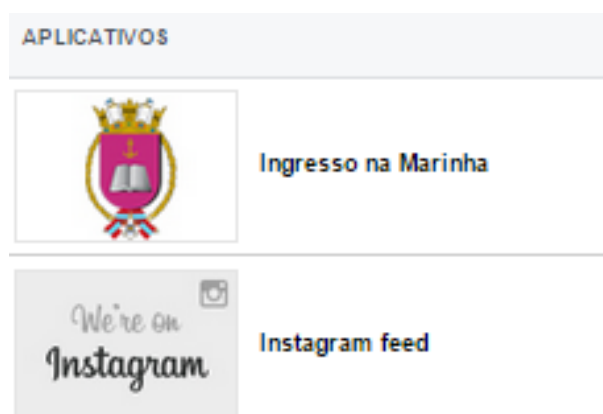 APLICATIVOS
Ingresso na Marinha
We're on
Instagram
Instagram feed